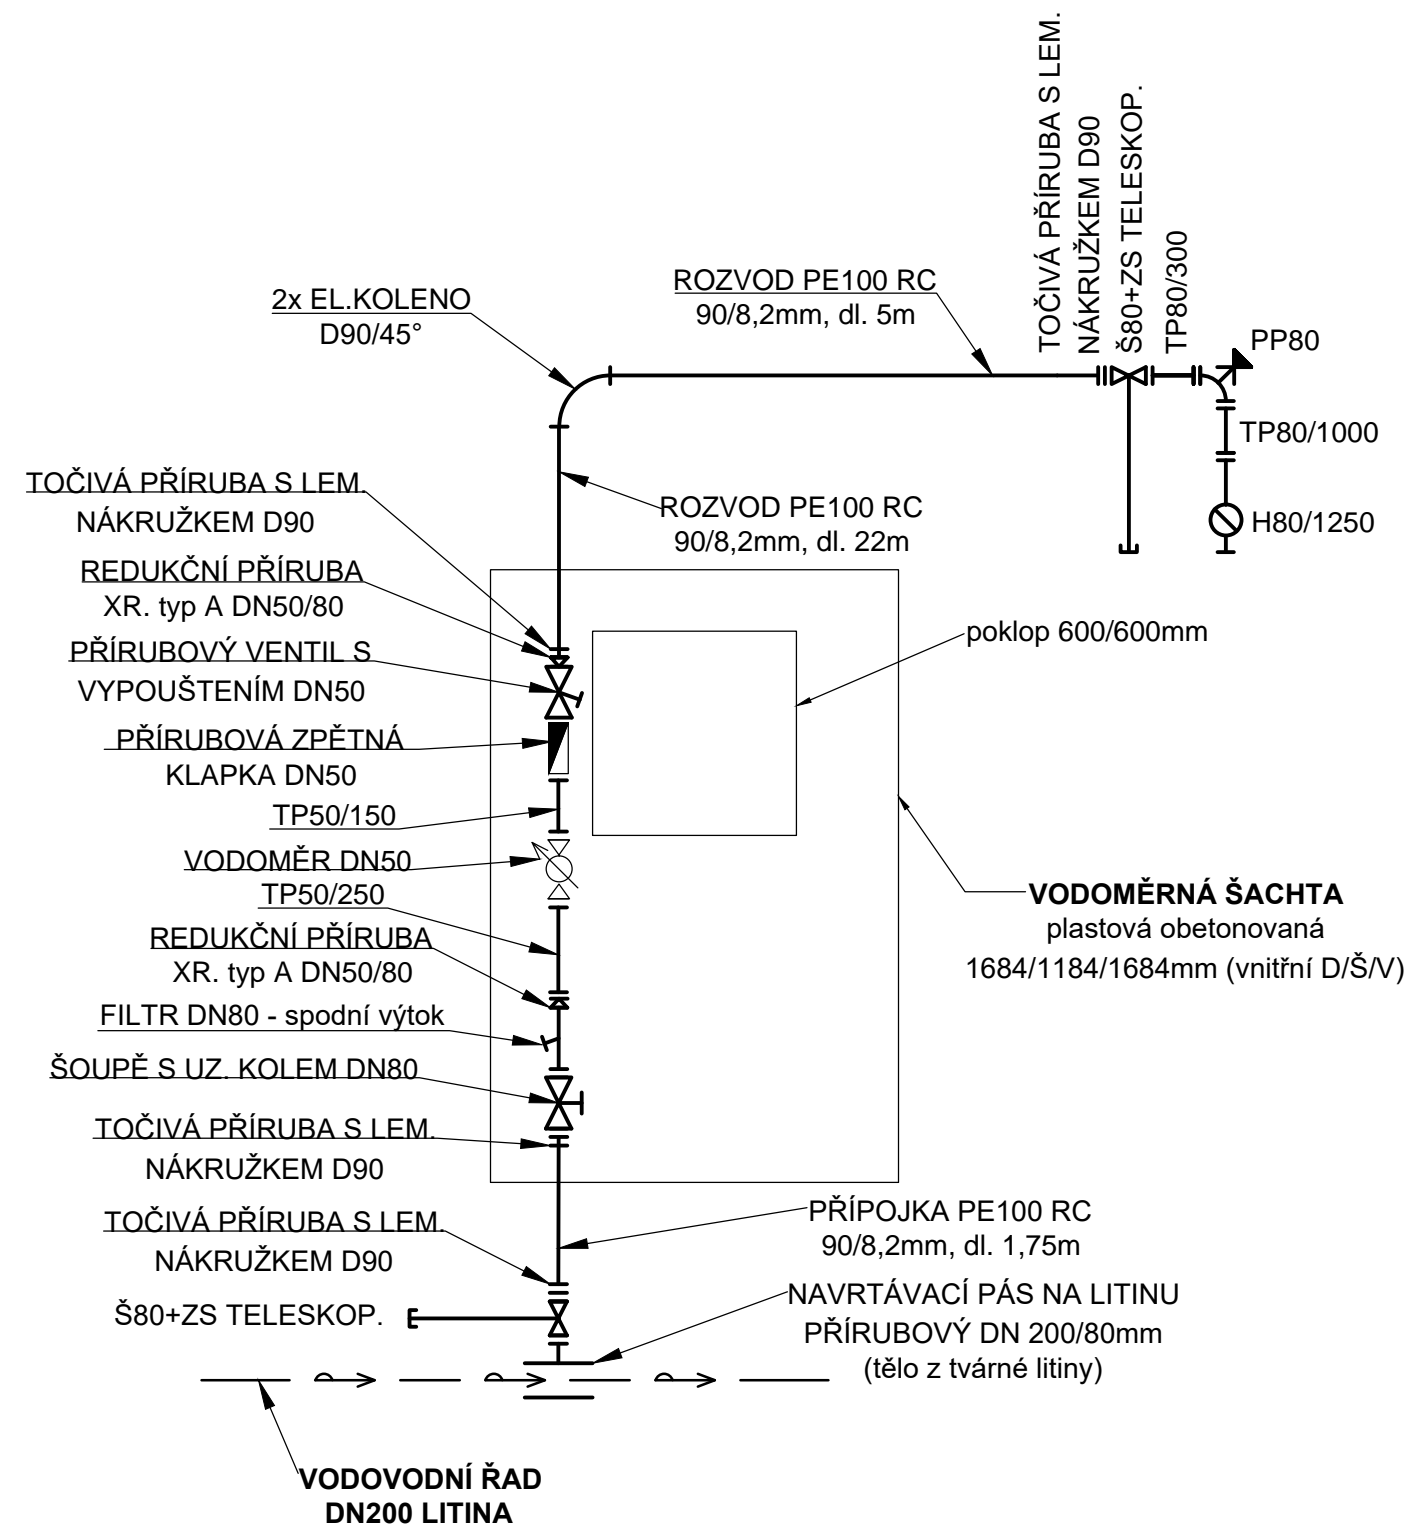 TOČIVÁ PŘÍRUBA S LEM.
NÁKRUŽKEM D90
Š80+ZS TELESKOP.
TP80/300
2x EL.KOLENO
D90/45°
ROZVOD PE100 RC
90/8,2mm, dl. 5m
PP80
TP80/1000
H80/1250
TOČIVÁ PŘÍRUBA S LEM.
NÁKRUŽKEM D90
ROZVOD PE100 RC
90/8,2mm, dl. 22m
REDUKČNÍ PŘÍRUBA
XR. typ A DN50/80
poklop 600/600mm
PŘÍRUBOVÝ VENTIL S
VYPOUŠTENÍM DN50
PŘÍRUBOVÁ ZPĚTNÁ
KLAPKA DN50
TP50/150
VODOMĚR DN50
TP50/250
VODOMĚRNÁ ŠACHTA
plastová obetonovaná
1684/1184/1684mm (vnitřní D/Š/V)
REDUKČNÍ PŘÍRUBA
XR. typ A DN50/80
FILTR DN80 - spodní výtok
ŠOUPĚ S UZ. KOLEM DN80
TOČIVÁ PŘÍRUBA S LEM.
NÁKRUŽKEM D90
TOČIVÁ PŘÍRUBA S LEM.
NÁKRUŽKEM D90
PŘÍPOJKA PE100 RC
90/8,2mm, dl. 1,75m
Š80+ZS TELESKOP.
NAVRTÁVACÍ PÁS NA LITINU
PŘÍRUBOVÝ DN 200/80mm
(tělo z tvárné litiny)
VODOVODNÍ ŘAD
DN200 LITINA